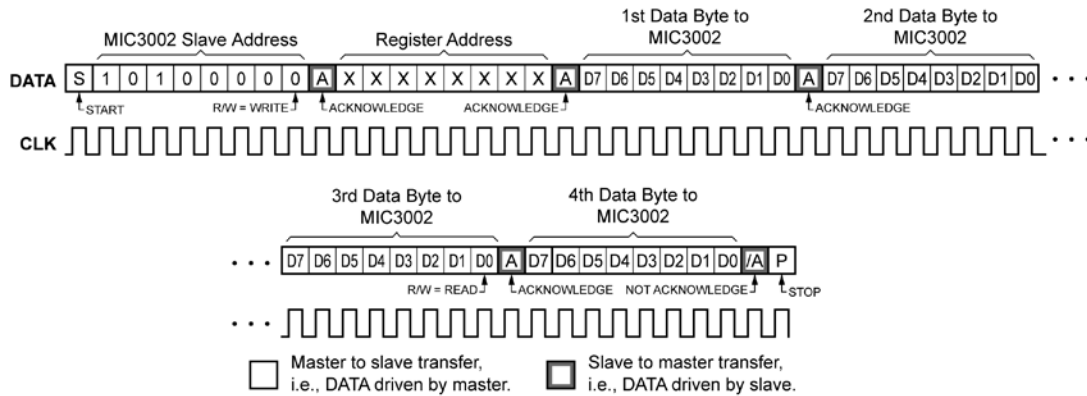 1st Data Byte to MIC3002
2nd Data Byte to MIC3002
MIC3002 Slave Address
Register Address
DATA S 1 0 1 0 0 0 0 0 A X X X X X X X X A D7 D6 D5 D4 D3 D2 D1 D0 A D7 D6 D5 D4 D3 D2 D1 D0 • • •
START R/W = WRITE ACKNOWLEDGE ACKNOWLEDGE ACKNOWLEDGE
CLK • • •
3rd Data Byte to MIC3002
4th Data Byte to MIC3002
• • • D7 D6 D5 D4 D3 D2 D1 D0 A D7 D6 D5 D4 D3 D2 D1 D0 /A P
R/W = READ ACKNOWLEDGE NOT ACKNOWLEDGE STOP
• • •
Master to slave transfer,
i.e., DATA driven by master.
Slave to master transfer,
i.e., DATA driven by slave.